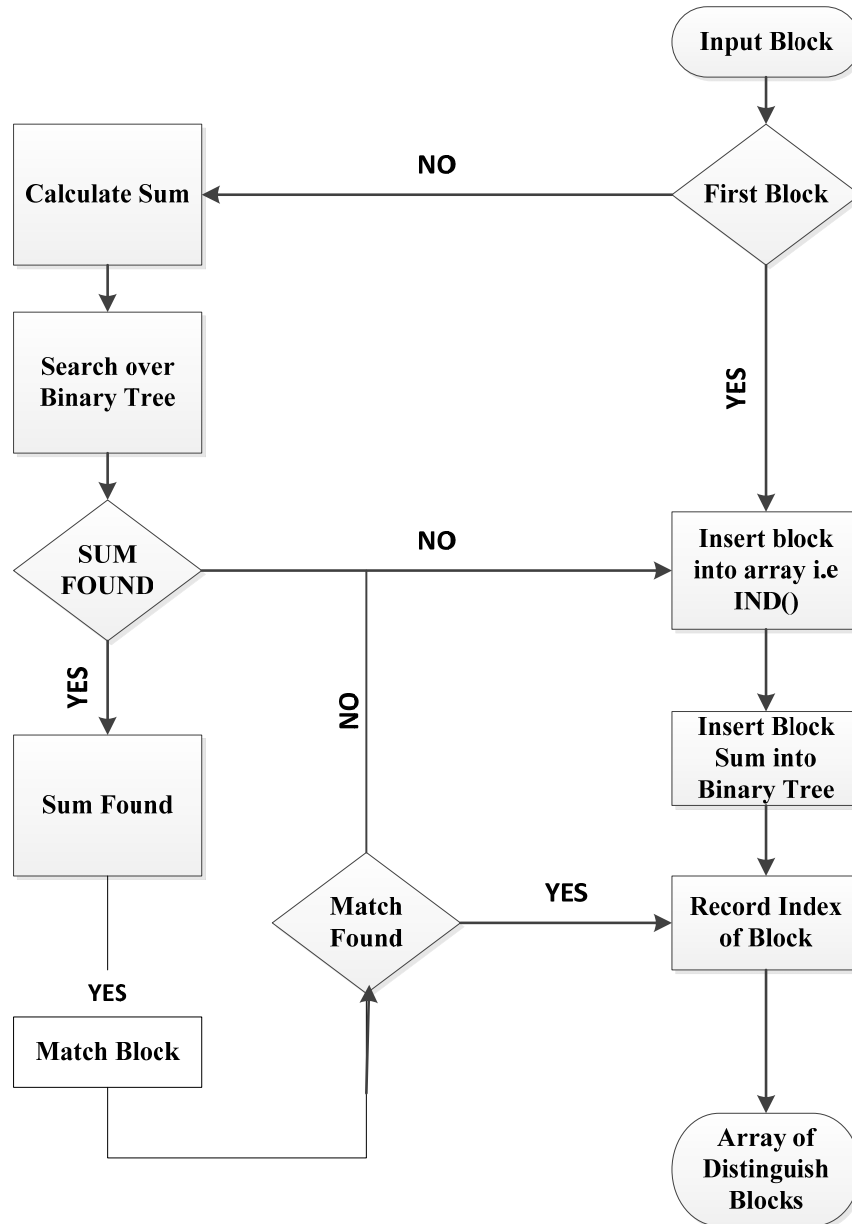 Input Block
First Block
NO
Calculate Sum
YES
Search over
Binary Tree
SUM
FOUND
NO
Insert block
into array i.e
IND()
YES
NO
Insert Block
Sum into
Binary Tree
Sum Found
Match
Found
YES
Record Index
of Block
YES
Match Block
Array of
Distinguish
Blocks